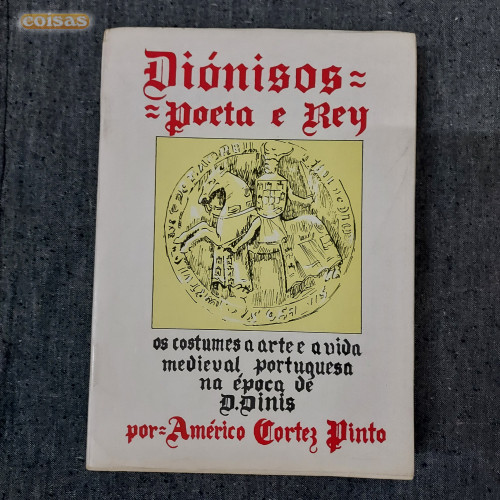 coisas
Diónisos=
=Poeta e Rey
os costumes a arte e a vida
medieval portuguesa
na época de
D. Dinis
por=Américo Cortez Pinto